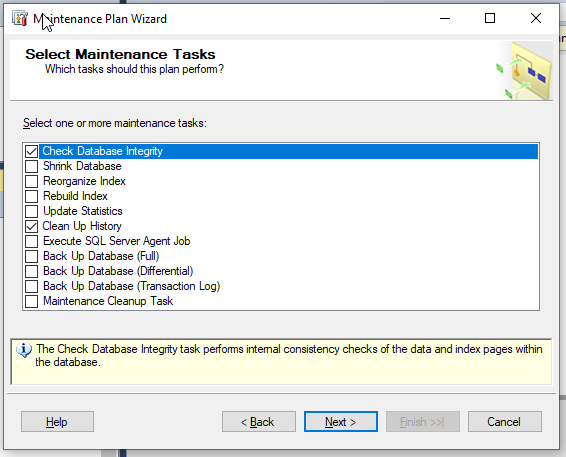 Maintenance Plan Wizard
Select Maintenance Tasks
Which tasks should this plan perform?
Select one or more maintenance tasks:
Check Database Integrity
Shrink Database
Reorganize Index
Rebuild Index
Update Statistics
Clean Up History
Execute SQL Server Agent Job
Back Up Database (Full)
Back Up Database (Differential)
Back Up Database (Transaction Log)
Maintenance Cleanup Task
The Check Database Integrity task performs internal consistency checks of the data and index pages within
the database.
Help
< Back
Next >
Finish >>|
Cancel